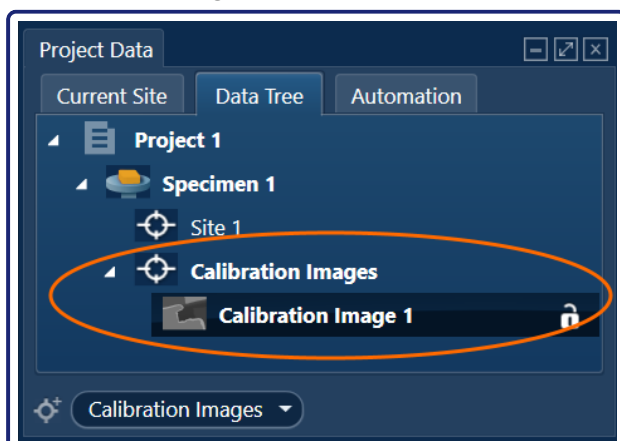 Project Data
Current Site Data Tree Automation
Project 1
Specimen 1
Site 1
Calibration Images
Calibration Image 1
Calibration Images